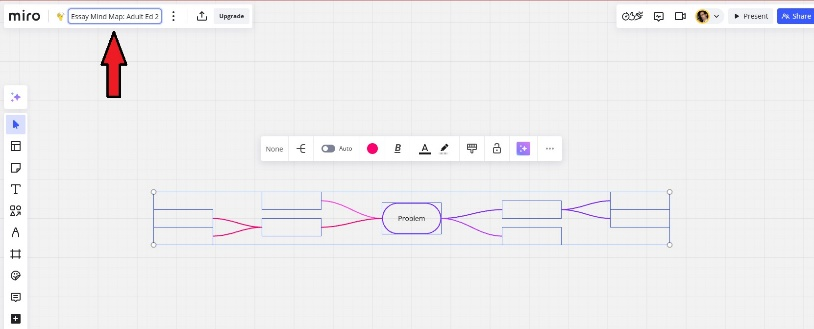 miro
Essay Mind Map: Adult Ed 2
Upgrade
Present
Share
None
Auto
B
A
Problem